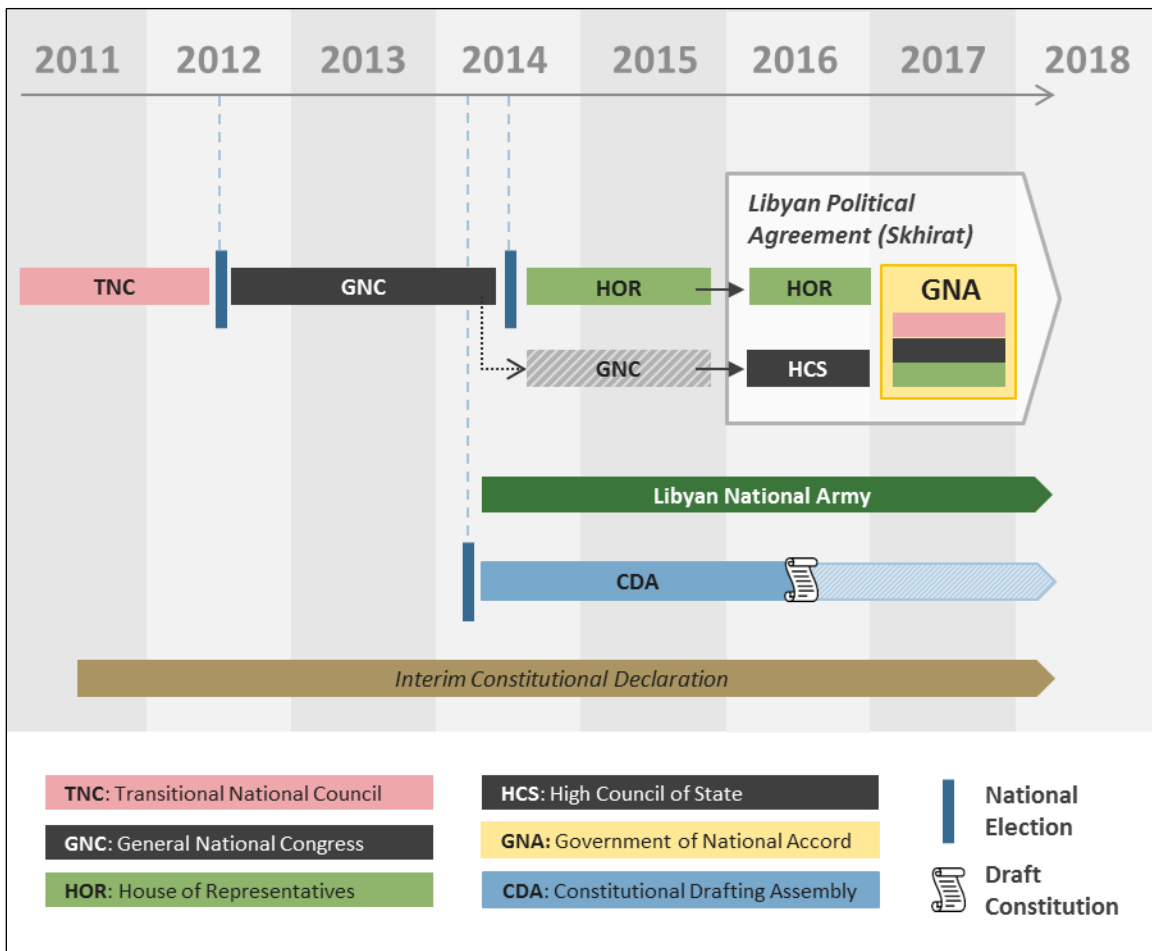 2011 2012 2013 2014 2015 2016 2017 2018
Libyan Political
Agreement (Skhirat)
TNC GNC HOR HOR GNA
GNC HCS
Libyan National Army
CDA
Interim Constitutional Declaration
TNC: Transitional National Council
GNC: General National Congress
HOR: House of Representatives
HCS: High Council of State
GNA: Government of National Accord
CDA: Constitutional Drafting Assembly
National
Election
Draft
Constitution